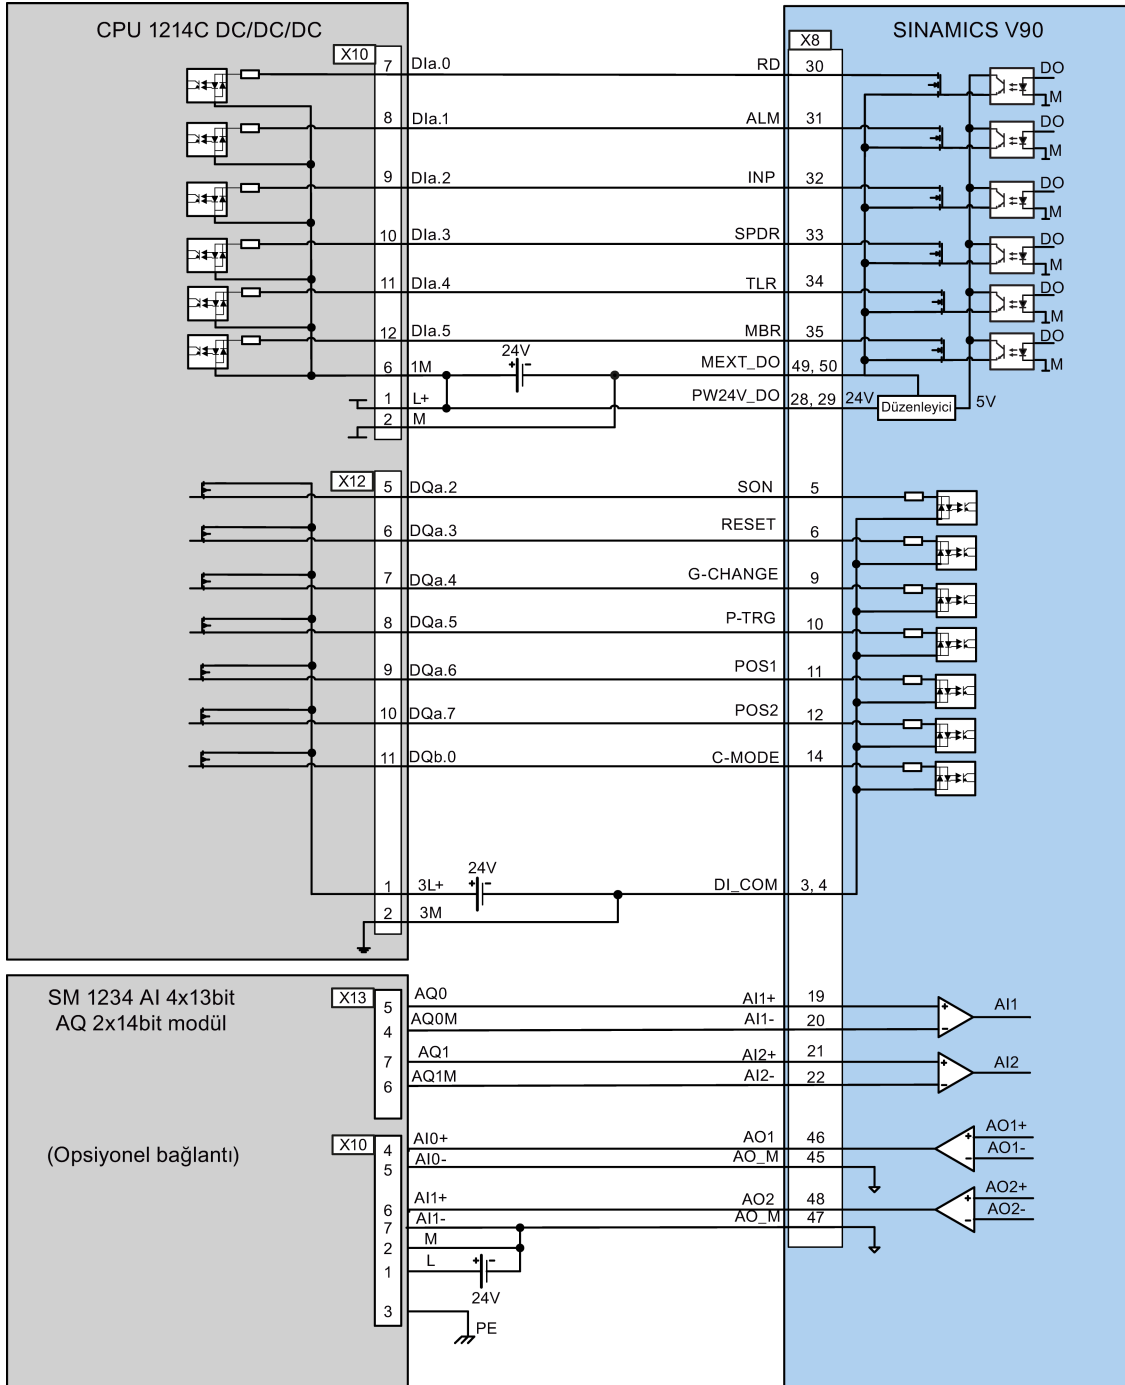 CPU 1214C DC/DC/DC
SINAMICS V90
X10
X8
7 DIa.0 RD 30 DO
M
8 DIa.1 ALM 31 DO
M
9 DIa.2 INP 32 DO
M
10 DIa.3 SPDR 33 DO
M
11 DIa.4 TLR 34 DO
M
12 DIa.5 MBR 35 DO
M
24V
+ -
6 1M MEXT_DO 49, 50
1 L+ PW24V_DO 28, 29 24V Düzenleyici 5V
2 M
X12
5 DQa.2 SON 5
6 DQa.3 RESET 6
7 DQa.4 G-CHANGE 9
8 DQa.5 P-TRG 10
9 DQa.6 POS1 11
10 DQa.7 POS2 12
11 DQb.0 C-MODE 14
24V
+ -
1 3L+ DI_COM 3, 4
2 3M
SM 1234 AI 4x13bit
AQ 2x14bit modül
X13
5 AQ0 AI1+ 19 + AI1
4 AQ0M AI1- 20 -
7 AQ1 AI2+ 21 + AI2
6 AQ1M AI2- 22 -
(Opsiyonel bağlantı)
X10
4 AI0+ AO1 46 + AO1+
5 AI0- AO_M 45 - AO1-
6 AI1+ AO2 48 + AO2+
7 AI1- AO_M 47 - AO2-
2 M
1 L + -
24V
3 PE